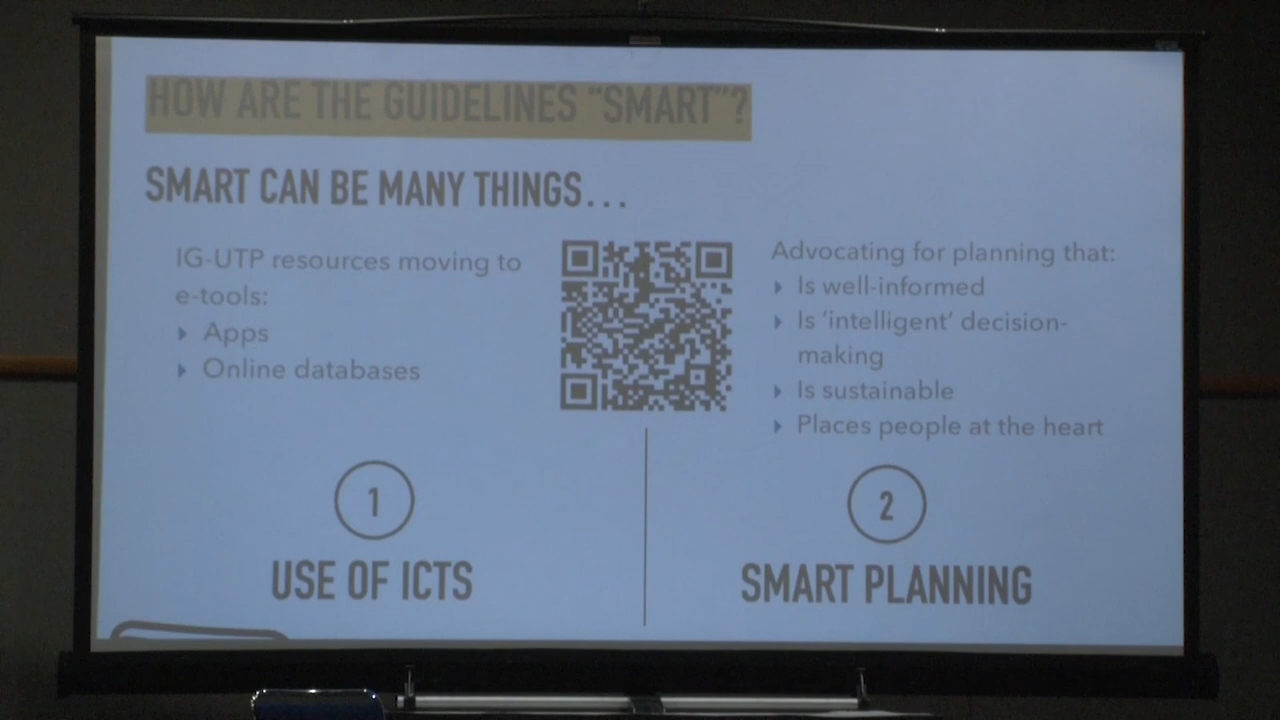 HOW ARE THE GUIDELINES “SMART”?
SMART CAN BE MANY THINGS...
IG-UTP resources moving to
e-tools:
Apps
Online databases
Advocating for planning that:
Is well-informed
Is ‘intelligent’ decision-
making
Is sustainable
Places people at the heart
1
USE OF ICTS
2
SMART PLANNING